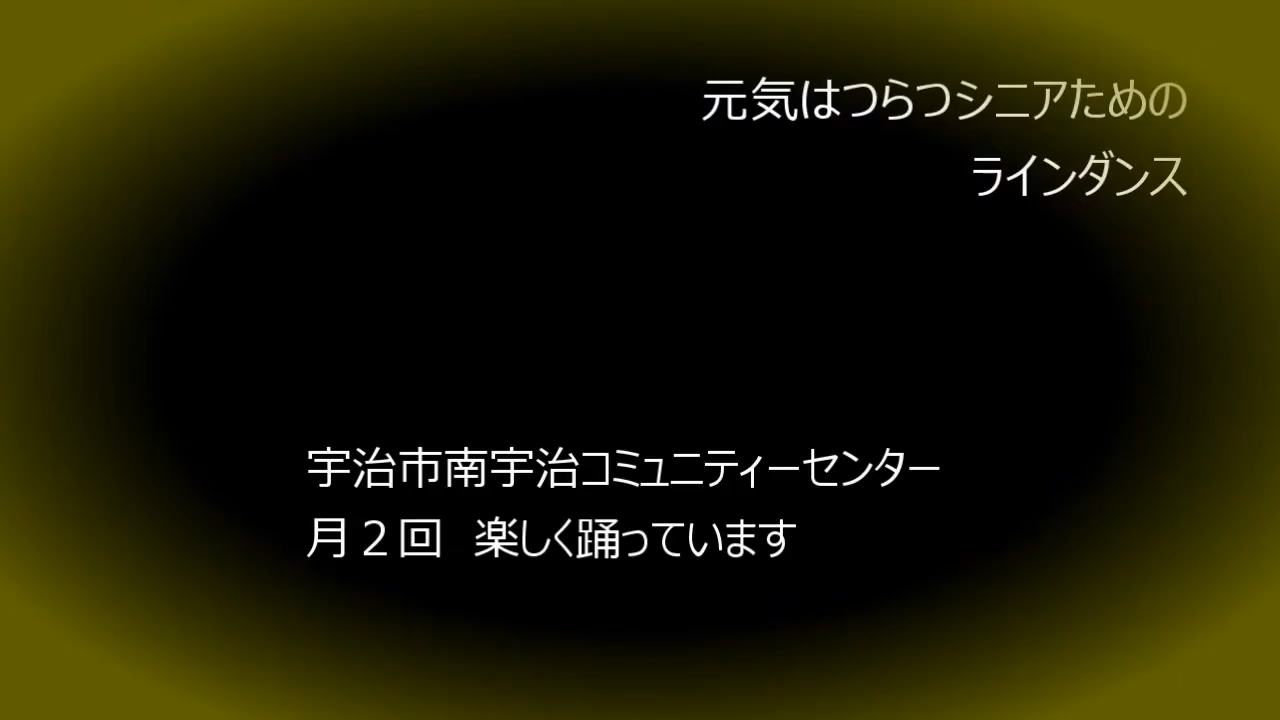 元気はつらつシニアための
ラインダンス
宇治市南宇治コミュニティーセンター
月２回　楽しく踊っています